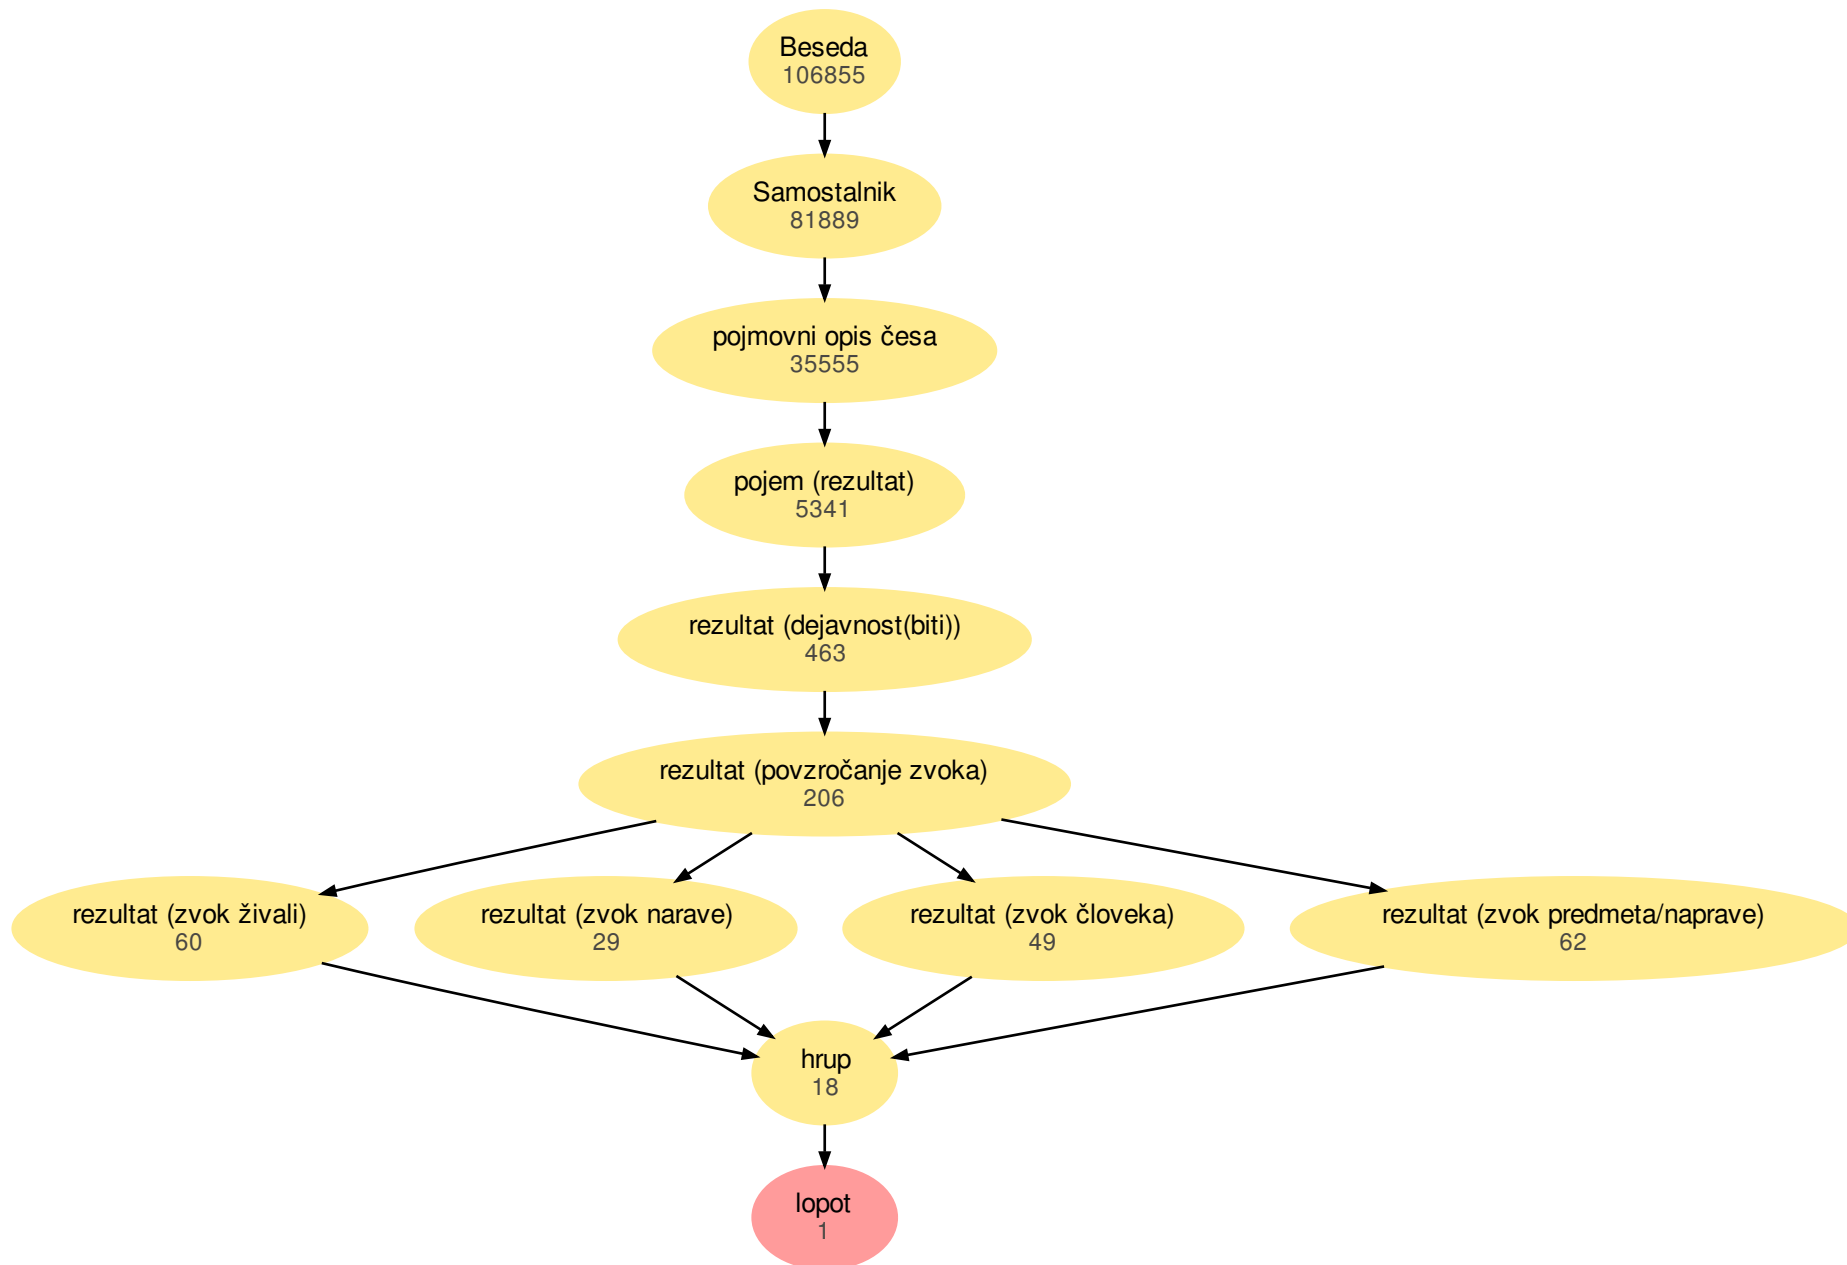 Beseda
106855
Samostalnik
81889
pojmovni opis česa
35555
pojem (rezultat)
5341
rezultat (dejavnost(biti))
463
rezultat (povzročanje zvoka)
206
rezultat (zvok živali)
60
rezultat (zvok narave)
29
rezultat (zvok človeka)
49
rezultat (zvok predmeta/naprave)
62
hrup
18
lopot
1